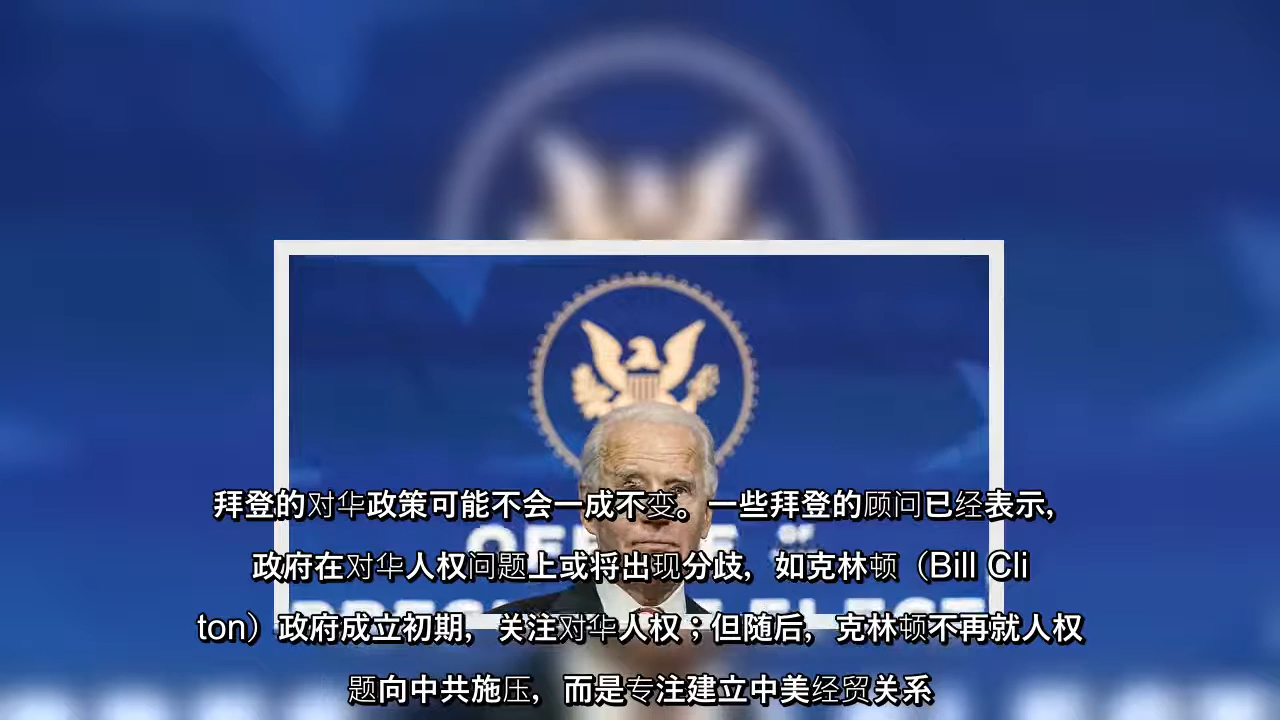 OFFICE OF
PRESIDENT ELECT
拜登的对华政策可能不会一成不变。一些拜登的顾问已经表示，
政府在对华人权问题上或将出现分歧，如克林顿（Bill Cli
ton）政府成立初期，关注对华人权；但随后，克林顿不再就人权
题向中共施压，而是专注建立中美经贸关系